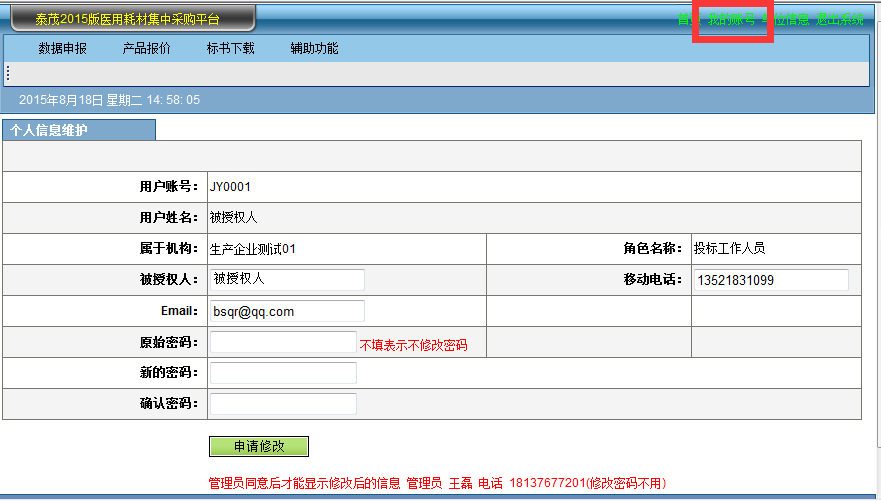 泰茂2015版医用耗材集中采购平台
首页 我的账号 单位信息 退出系统
数据申报 产品报价 标书下载 辅助功能
2015年8月18日 星期二 14: 58: 05
个人信息维护
用户账号： JY0001
用户姓名： 被授权人
属于机构： 生产企业测试01 角色名称： 投标工作人员
被授权人： 被授权人 移动电话： 13521831099
Email: bsqr@qq.com
原始密码： 不填表示不修改密码
新的密码：
确认密码：
申请修改
管理员同意后才能显示修改后的信息 管理员 王磊 电话 18137677201(修改密码不用)